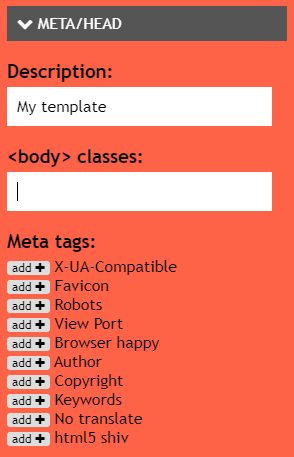 META/HEAD
Description:
My template
<body> classes:
Meta tags:
add + X-UA-Compatible
add + Favicon
add + Robots
add + View Port
add + Browser happy
add + Author
add + Copyright
add + Keywords
add + No translate
add + html5 shiv